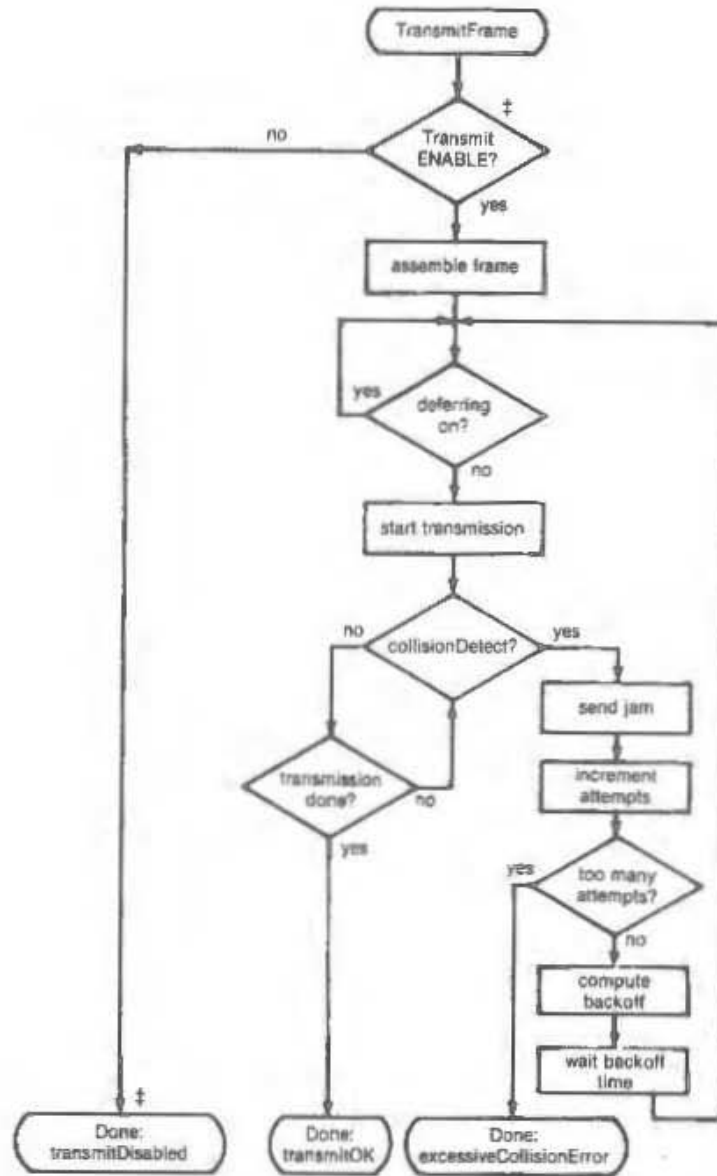 TransmitFrame
‡
Transmit
ENABLE?
no
yes
assemble frame
yes
deferring
on?
no
start transmission
no
collisionDetect?
yes
send jam
transmission
done?
no
increment
attempts
yes
yes
too many
attempts?
no
compute
backoff
wait backoff
time
‡
Done:
transmitDisabled
Done:
transmitOK
Done:
excessiveCollisionError